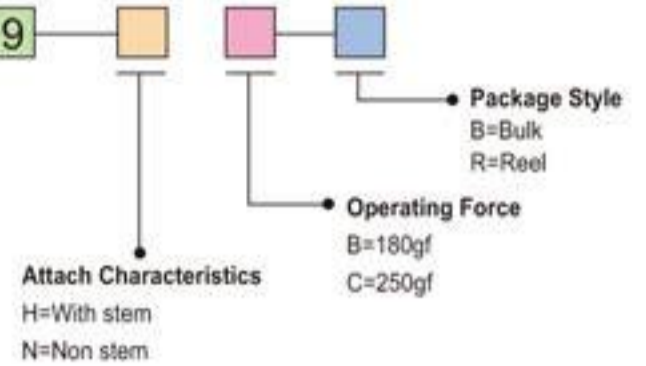 9
Package Style
B=Bulk
R=Reel
Operating Force
B=180gf
C=250gf
Attach Characteristics
H=With stem
N=Non stem